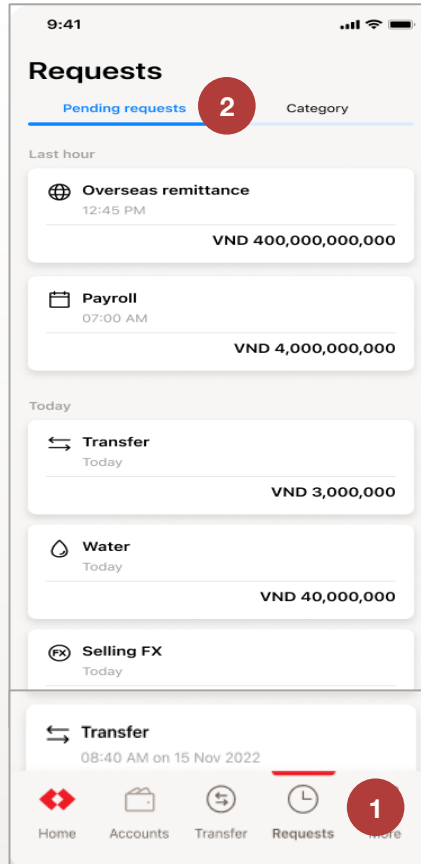 9:41
Requests
Pending requests 2 Category
Last hour
Overseas remittance
12:45 PM
VND 400,000,000,000
Payroll
07:00 AM
VND 4,000,000,000
Today
Transfer
Today
VND 3,000,000
Water
Today
VND 40,000,000
FX Selling FX
Today
Transfer
08:40 AM on 15 Nov 2022
1
Home Accounts Transfer Requests More